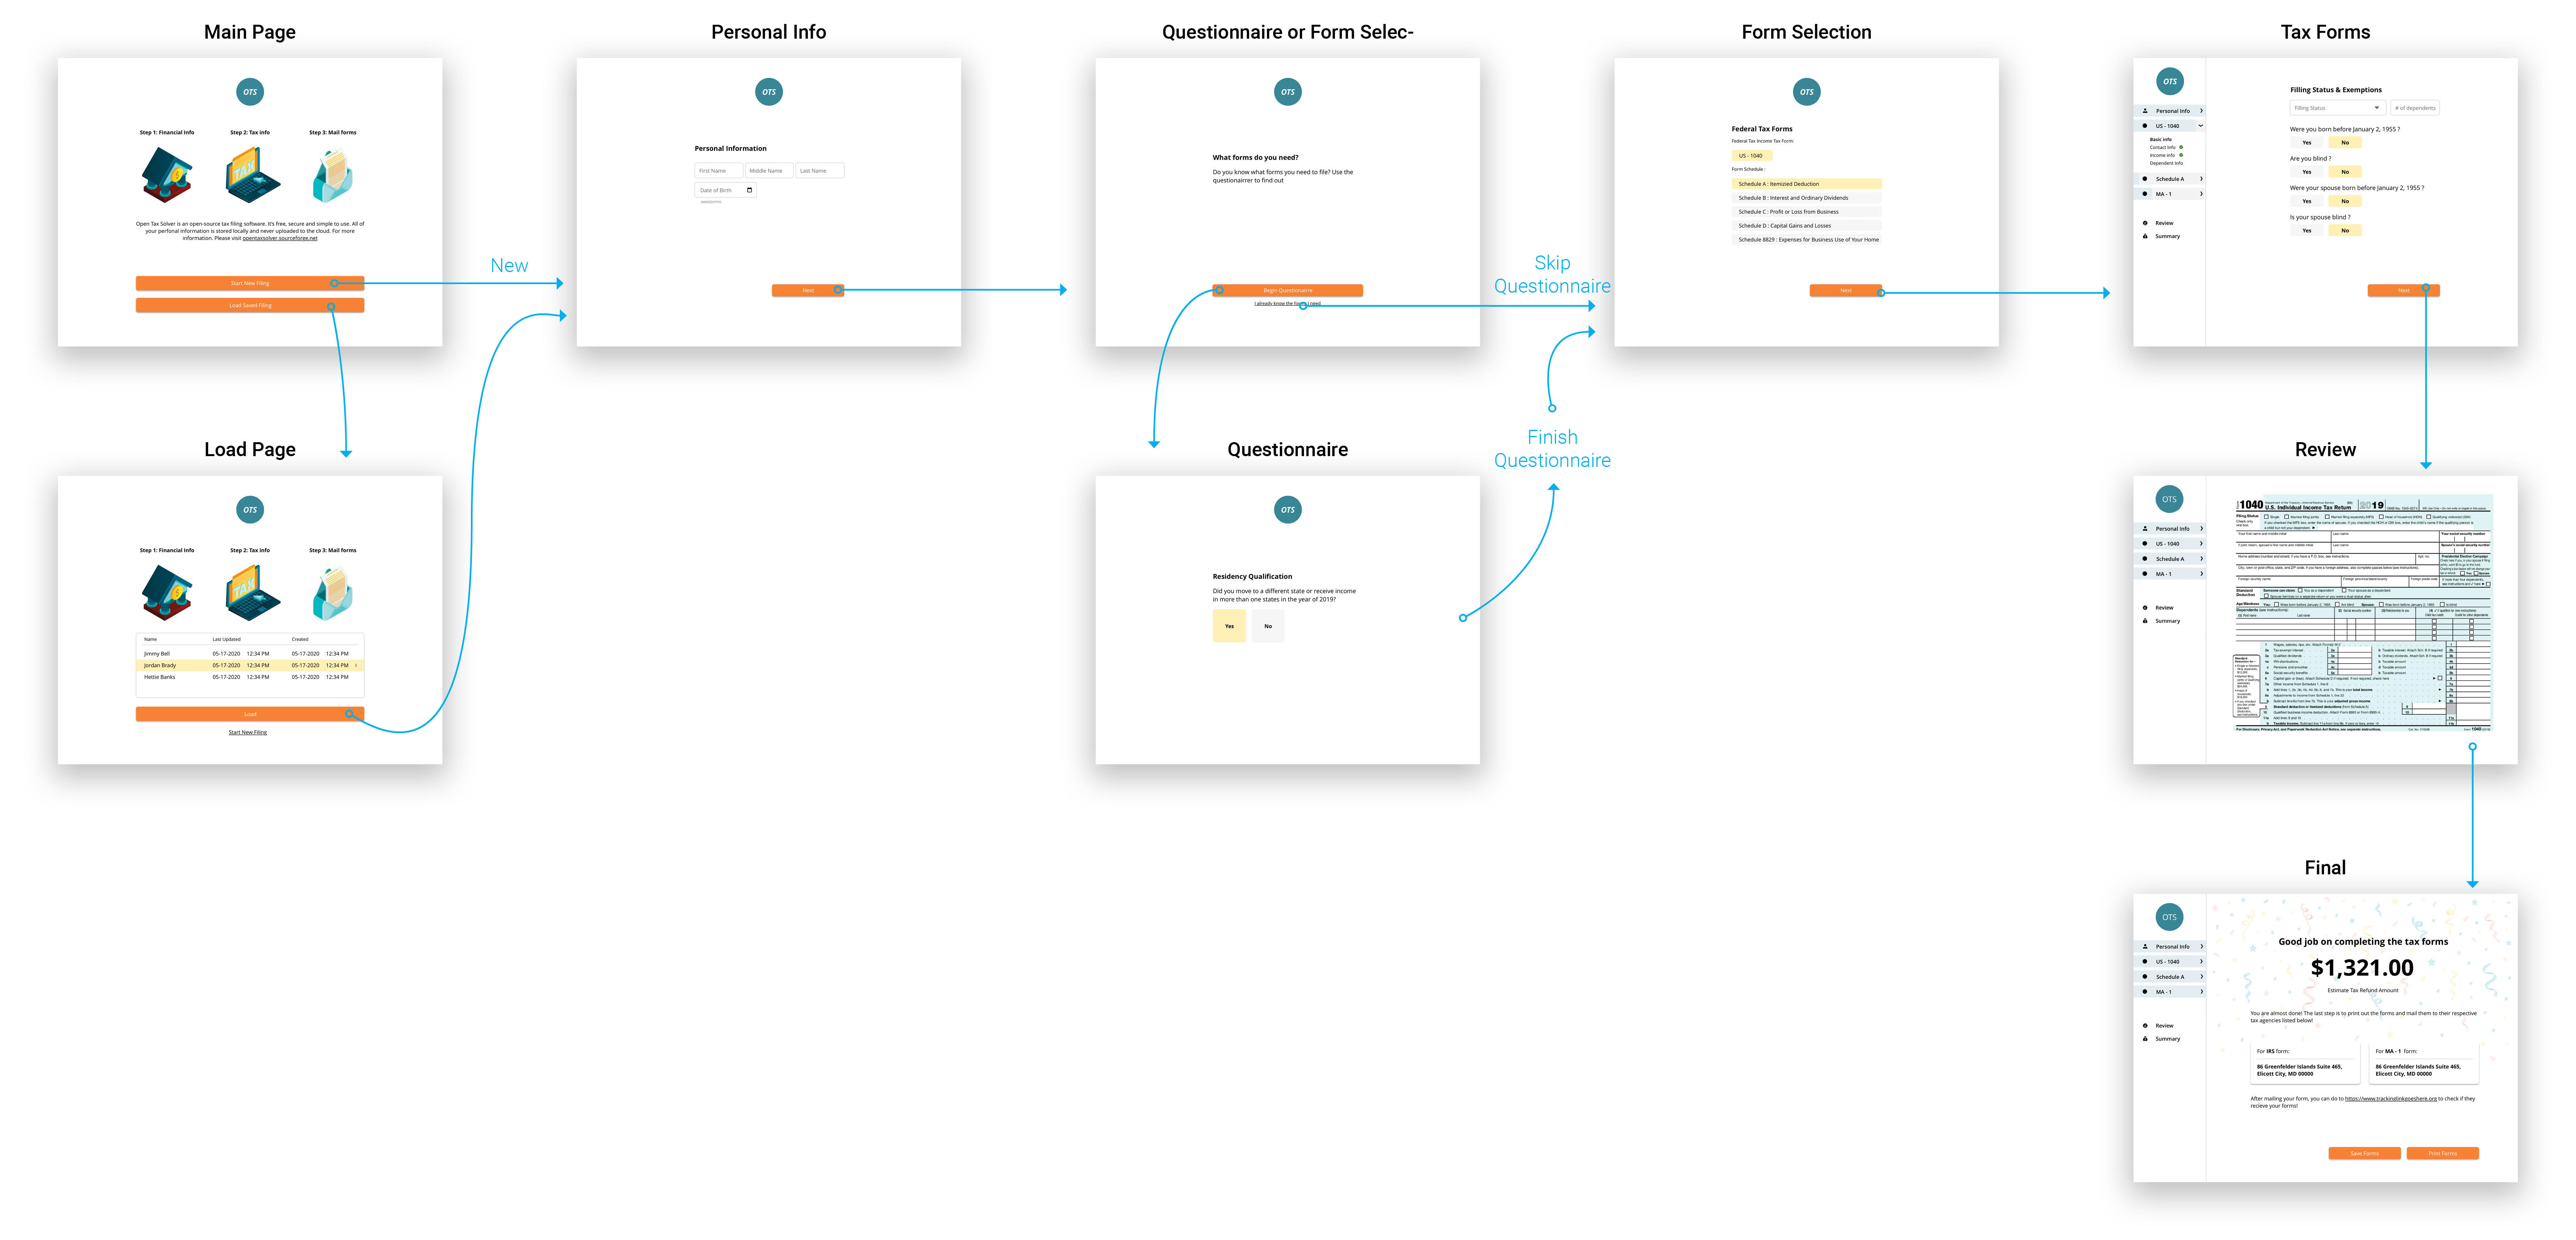 Main Page
OTS
Step 1: Financial Info
Step 2: Tax info
Step 3: Mail forms
TAX
Open Tax Solver is an open-source tax filing software. It's free, secure and simple to use. All of
your perfonal information is stored locally and never uploaded to the cloud. For more
information. Please visit opentaxsolver.sourceforge.net
Start New Filing
Load Saved Filing
New
Personal Info
OTS
Personal Information
First Name
Middle Name
Last Name
Date of Birth
Next
Questionnaire or Form Selec-
OTS
What forms do you need?
Do you know what forms you need to file? Use the
questionairrer to find out
Begin Questionairre
I already know the forms I need
Skip
Questionnaire
Form Selection
OTS
Federal Tax Forms
Federal Tax Income Tax Form:
US - 1040
Form Schedule :
Schedule A : Itemizied Deduction
Schedule B : Interest and Ordinary Dividends
Schedule C : Profit or Loss from Business
Schedule D : Capital Gains and Losses
Schedule 8829 : Expenses for Business Use of Your Home
Next
Tax Forms
OTS
Personal Info
US - 1040
Basic info
Contact Info
Income info
Dependent Info
Schedule A
MA - 1
Review
Summary
Filling Status & Exemptions
Filling Status
# of dependents
Were you born before January 2, 1955 ?
Yes
No
Are you blind ?
Yes
No
Were your spouse born before January 2, 1955 ?
Yes
No
Is your spouse blind ?
Yes
No
Next
Load Page
OTS
Step 1: Financial Info
Step 2: Tax info
Step 3: Mail forms
TAX
Name Last Updated Created
Jimmy Bell 05-17-2020 12:34 PM 05-17-2020 12:34 PM
Jordan Brady 05-17-2020 12:34 PM 05-17-2020 12:34 PM
Hettie Banks 05-17-2020 12:34 PM 05-17-2020 12:34 PM
Load
Start New Filing
Questionnaire
OTS
Residency Qualification
Did you move to a different state or receive income
in more than one states in the year of 2019?
Yes
No
Finish
Questionnaire
Review
OTS
Personal Info
US - 1040
Schedule A
MA - 1
Review
Summary
1040
U.S. Individual Income Tax Return
2019
Filing Status
Your first name and middle initial
Last name
Your social security number
Standard
Deduction
Final
OTS
Personal Info
US - 1040
Schedule A
MA - 1
Review
Summary
Good job on completing the tax forms
$1,321.00
Estimate Tax Refund Amount
You are almost done! The last step is to print out the forms and mail them to their respective
tax agencies listed below!
For IRS form:
86 Greenfelder Islands Suite 465,
Elicott City, MD 00000
For MA - 1 form:
86 Greenfelder Islands Suite 465,
Elicott City, MD 00000
After mailing your form, you can do to https://www.trackinglinkgoeshere.org to check if they
recieve your forms!
Save Forms
Print Forms